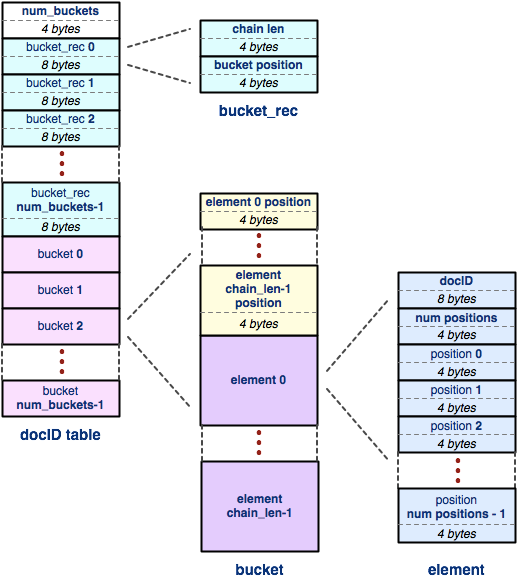 num_buckets
4 bytes
bucket_rec 0
8 bytes
bucket_rec 1
8 bytes
bucket_rec 2
8 bytes
bucket_rec
num_buckets-1
8 bytes
bucket 0
bucket 1
bucket 2
bucket
num_buckets-1
docID table
chain len
4 bytes
bucket position
4 bytes
bucket_rec
element 0 position
4 bytes
element
chain_len-1
position
4 bytes
element 0
element
chain_len-1
bucket
docID
8 bytes
num positions
4 bytes
position 0
4 bytes
position 1
4 bytes
position 2
4 bytes
position
num positions - 1
4 bytes
element